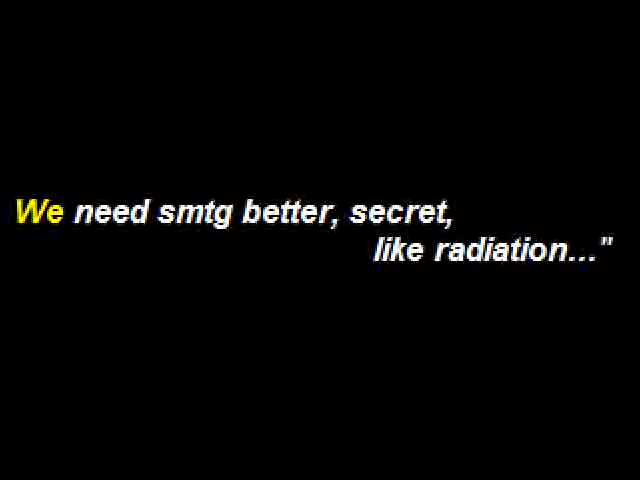 We need smtg better, secret,
like radiation..."